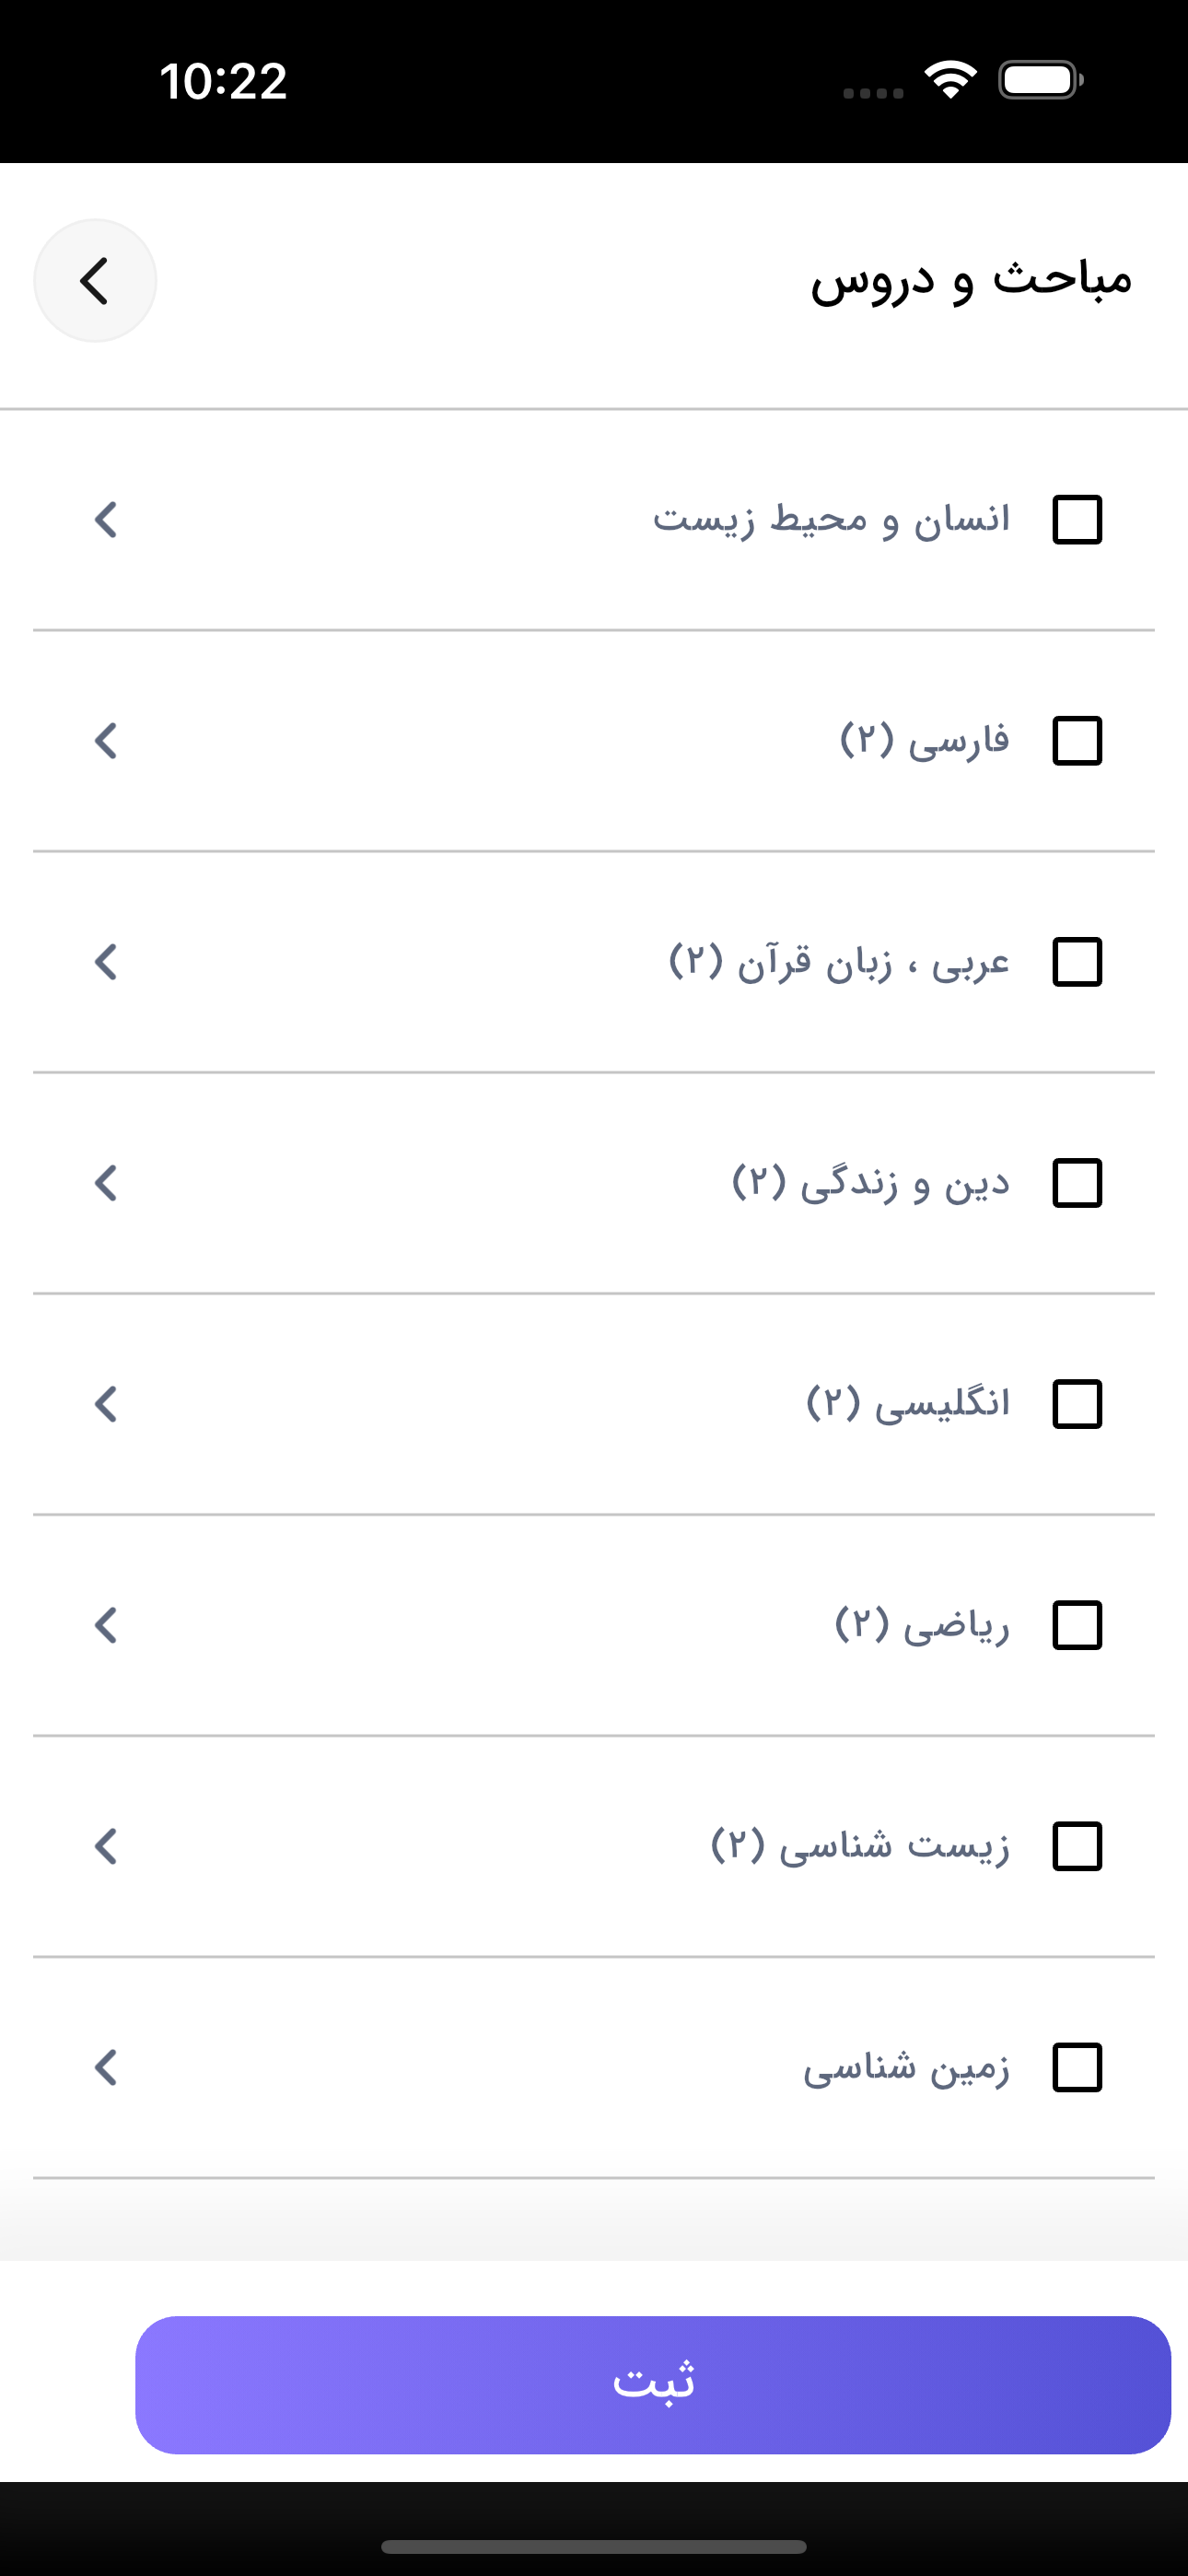 10:22
مباحث و دروس
انسان و محیط زیست
فارسی (۲)
عربی ، زبان قرآن (۲)
دین و زندگی (۲)
انگلیسی (۲)
ریاضی (۲)
زیست شناسی (۲)
زمین شناسی
ثبت